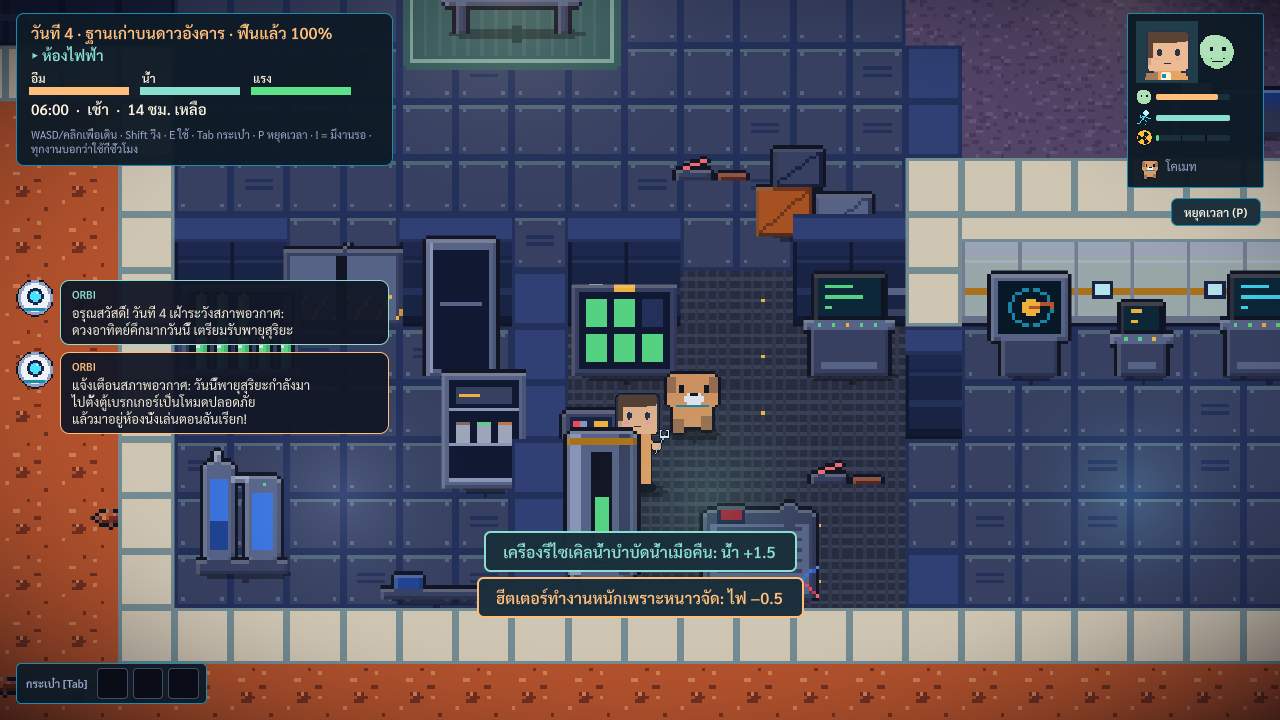 วันที่ 4 · ฐานเก่าบนดาวอังคาร · ฟื้นแล้ว 100%
▸ ห้องไฟฟ้า
อิ่ม น้ำ แรง
06:00 · เช้า · 14 ชม. เหลือ
WASD/คลิกเพื่อเดิน · Shift วิ่ง · E ใช้ · Tab กระเป๋า · P หยุดเวลา · ! = มีงานรอ ·
ทุกงานบอกว่าใช้กี่ชั่วโมง
โคเมท
หยุดเวลา (P)
ORBI
อรุณสวัสดิ์! วันที่ 4 เฝ้าระวังสภาพอวกาศ:
ดวงอาทิตย์คึกมากวันนี้ เตรียมรับพายุสุริยะ
ORBI
แจ้งเตือนสภาพอวกาศ: วันนี้พายุสุริยะกำลังมา
ไปตั้งตู้เบรกเกอร์เป็นโหมดปลอดภัย
แล้วมาอยู่ห้องนั่งเล่นตอนฉันเรียก!
เครื่องรีไซเคิลน้ำบำบัดน้ำเมื่อคืน: น้ำ +1.5
ฮีตเตอร์ทำงานหนักเพราะหนาวจัด: ไฟ −0.5
กระเป๋า [Tab]